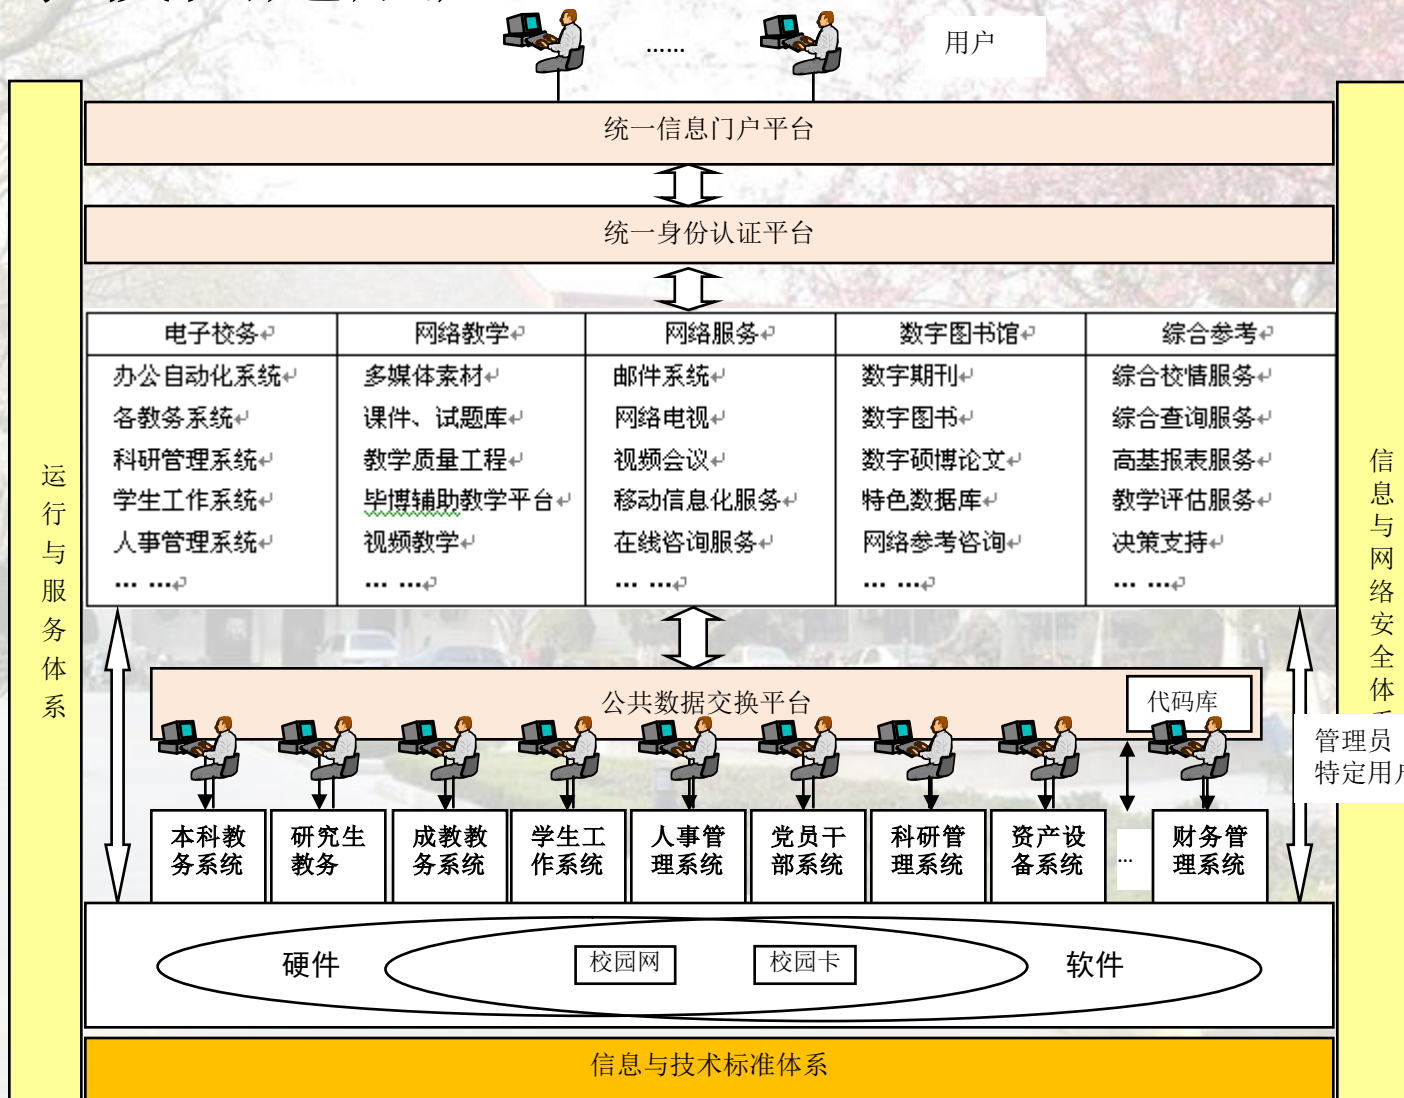 ……
用户
统一信息门户平台
统一身份认证平台
电子校务 网络教学 网络服务 数字图书馆 综合参考
办公自动化系统 多媒体素材 邮件系统 数字期刊 综合校情服务
各教务系统 课件、试题库 网络电视 数字图书 综合查询服务
科研管理系统 教学质量工程 视频会议 数字硕博论文 高基报表服务
学生工作系统 毕博辅助教学平台 移动信息化服务 特色数据库 教学评估服务
人事管理系统 视频教学 在线咨询服务 网络参考咨询 决策支持
… … … … … … … … … …
运行与服务体系
信息与网络安全体
公共数据交换平台
代码库
管理员
特定用户
本科教务系统
研究生教务
成教教务系统
学生工作系统
人事管理系统
党员干部系统
科研管理系统
资产设备系统
…
财务管理系统
硬件
校园网
校园卡
软件
信息与技术标准体系